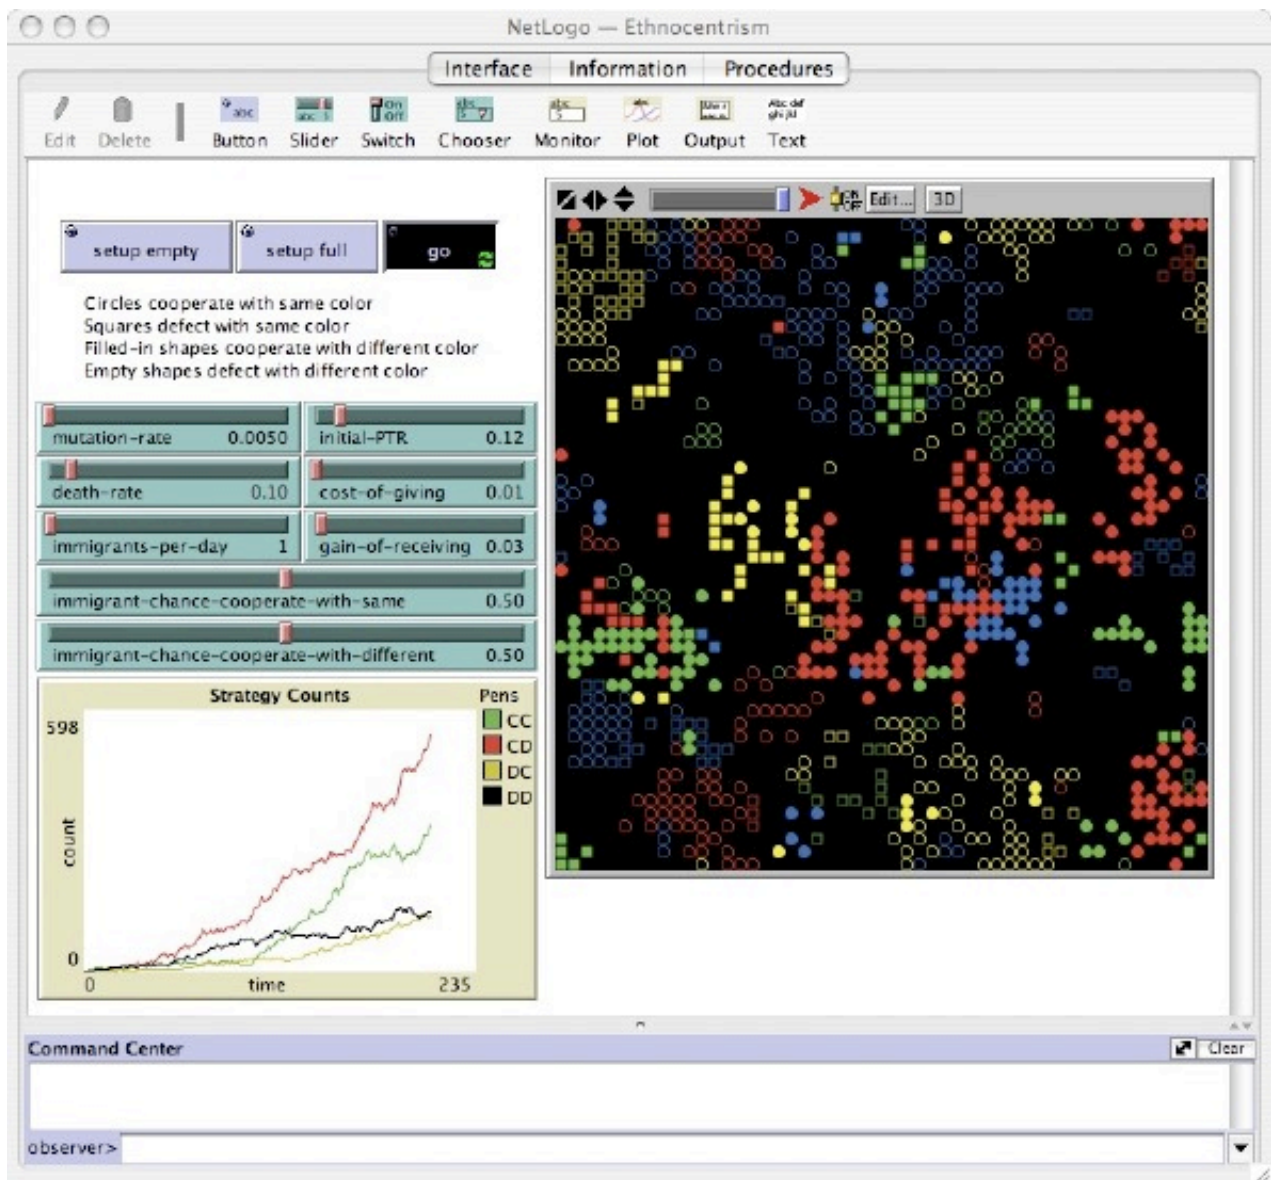 NetLogo — Ethnocentrism
Interface Information Procedures
Edit Delete Button Slider Switch Chooser Monitor Plot Output Text
ON
OFF
Edit... 3D
setup empty setup full go
Circles cooperate with same color
Squares defect with same color
Filled-in shapes cooperate with different color
Empty shapes defect with different color
mutation-rate 0.0050 initial-PTR 0.12
death-rate 0.10 cost-of-giving 0.01
immigrants-per-day 1 gain-of-receiving 0.03
immigrant-chance-cooperate-with-same 0.50
immigrant-chance-cooperate-with-different 0.50
Strategy Counts
Pens
598
CC
CD
DC
DD
count
0
0 time 235
Command Center Clear
observer>